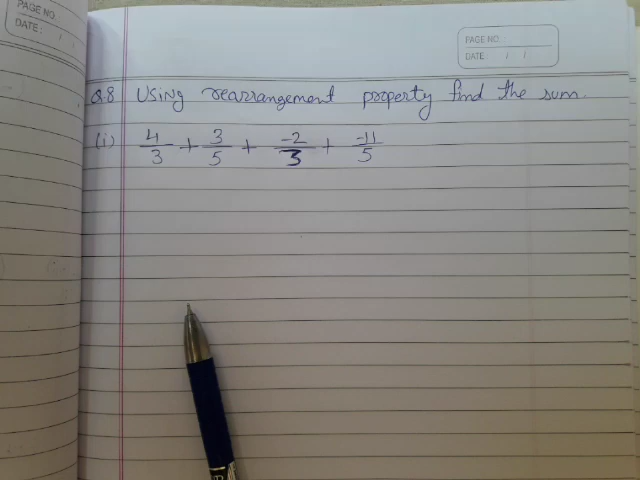 PAGE NO.
DATE: / /
PAGE NO.:
DATE: / /
Q.8 Using rearrangement property find the sum.
(i) 4/3 + 3/5 + -2/3 + -11/5